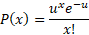 P(x) = u^x e^{-u} / x!